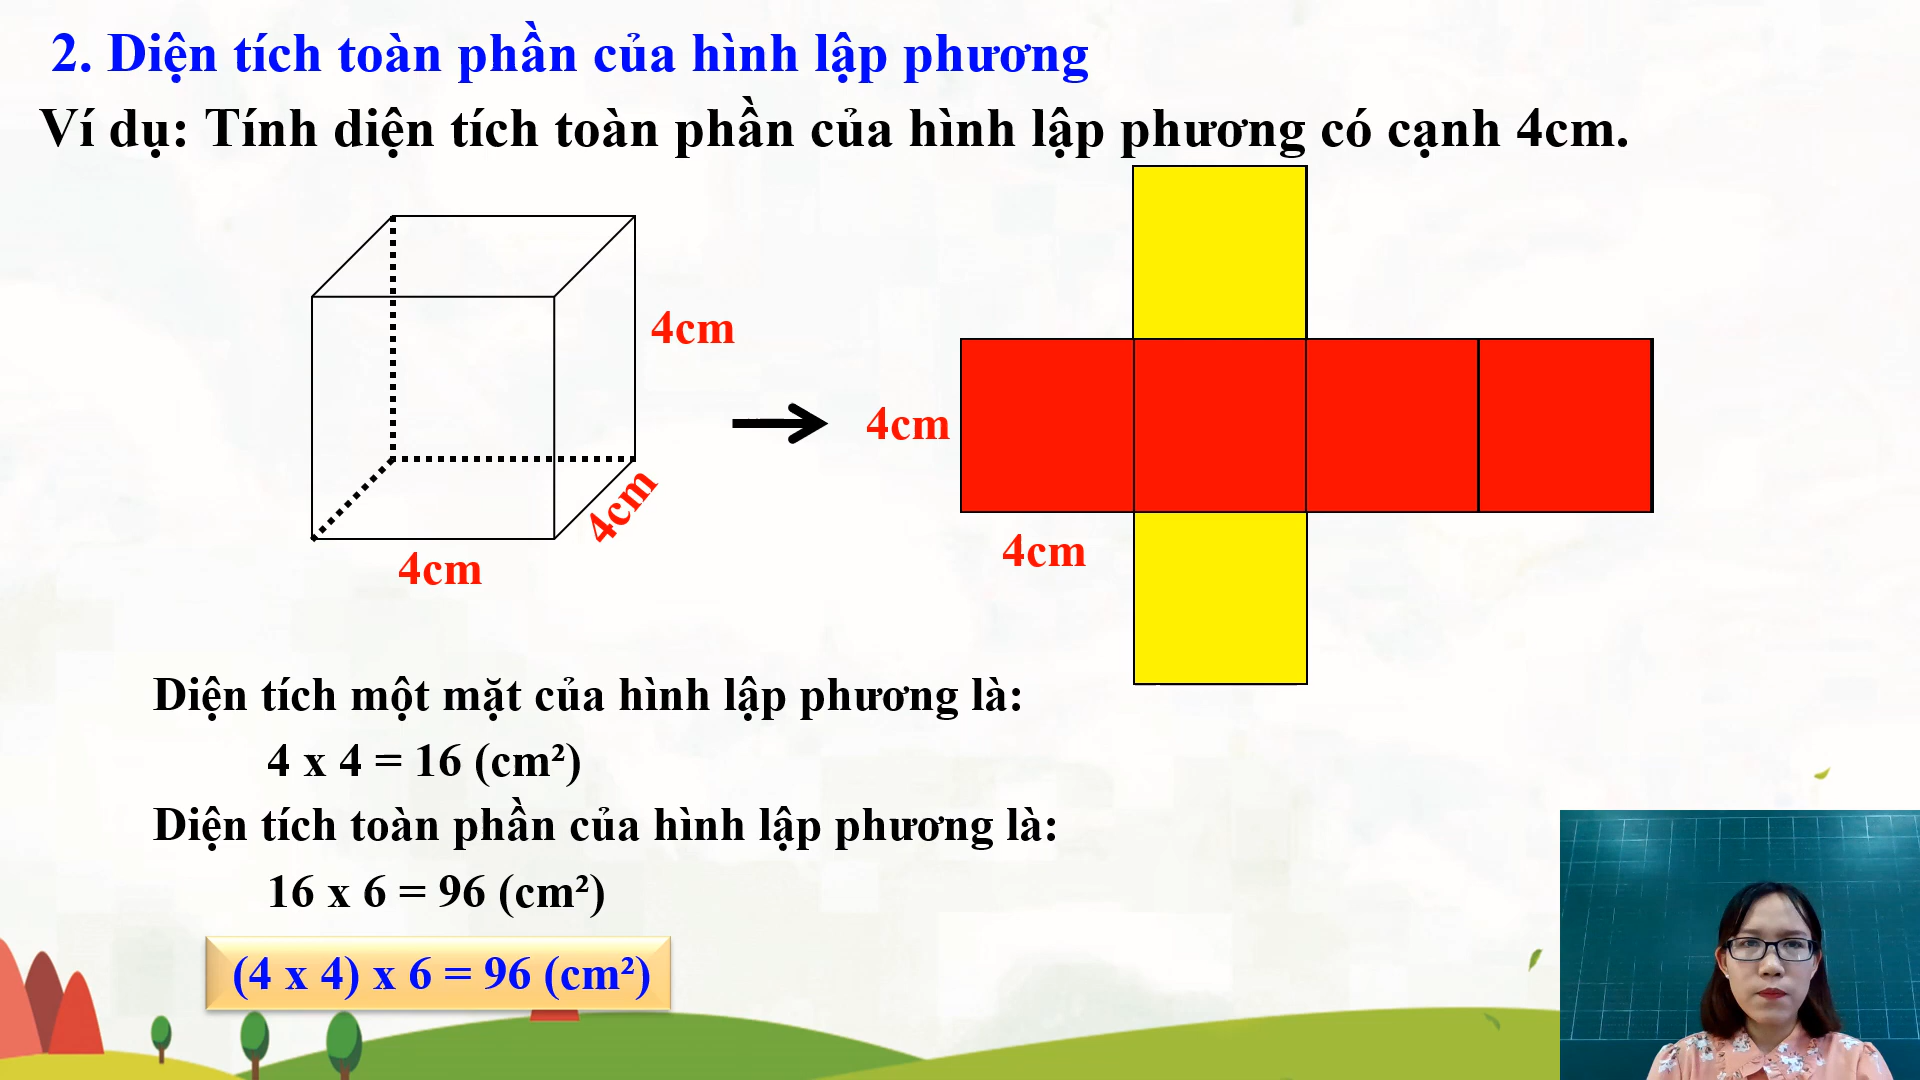 2. Diện tích toàn phần của hình lập phương
Ví dụ: Tính diện tích toàn phần của hình lập phương có cạnh 4cm.
4cm
4cm
4cm
4cm
4cm
Diện tích một mặt của hình lập phương là:
4 x 4 = 16 (cm²)
Diện tích toàn phần của hình lập phương là:
16 x 6 = 96 (cm²)
(4 x 4) x 6 = 96 (cm²)